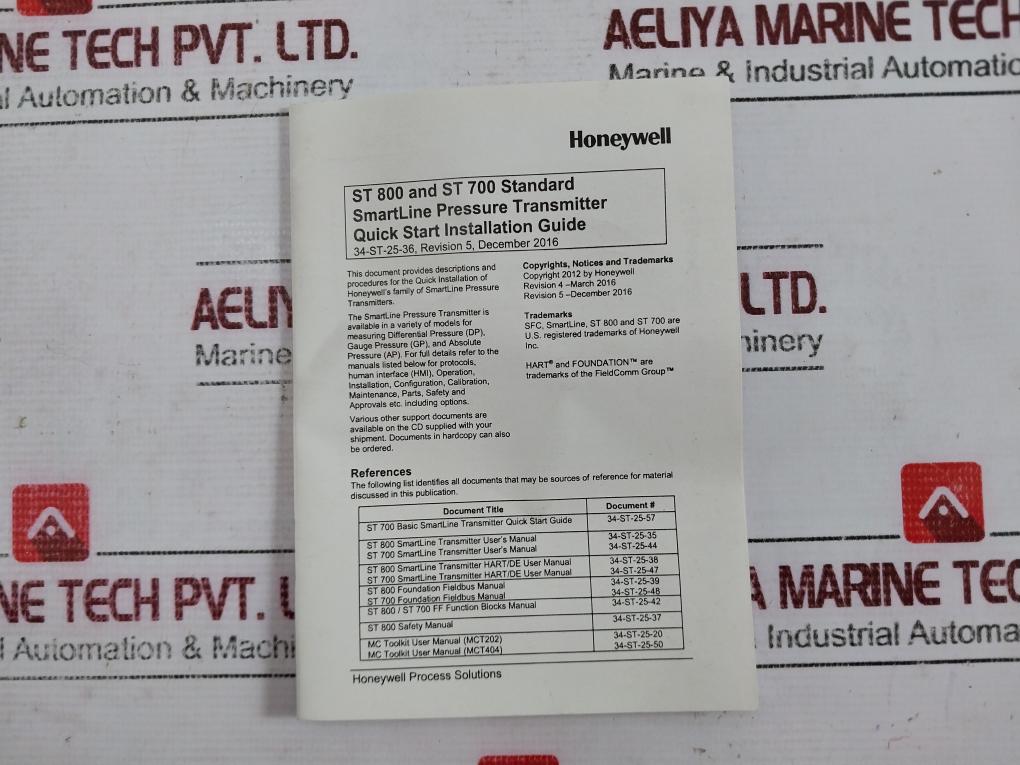 NE TECH PVT. LTD.
l Automation & Machinery
AELIYA MARINE TECH
Marine & Industrial Automatio
AELIY
Marine
LTD.
hinery
NE TECH PVT. L
l Automation & Machi
A MARINE TEC
Industrial Automa
Honeywell
ST 800 and ST 700 Standard
SmartLine Pressure Transmitter
Quick Start Installation Guide
34-ST-25-36, Revision 5, December 2016
This document provides descriptions and
procedures for the Quick Installation of
Honeywell's family of SmartLine Pressure
Transmitters.
The SmartLine Pressure Transmitter is
available in a variety of models for
measuring Differential Pressure (DP),
Gauge Pressure (GP), and Absolute
Pressure (AP). For full details refer to the
manuals listed below for protocols,
human interface (HMI), Operation,
Installation, Configuration, Calibration,
Maintenance, Parts, Safety and
Approvals etc. including options.
Various other support documents are
available on the CD supplied with your
shipment. Documents in hardcopy can also
be ordered.
Copyrights, Notices and Trademarks
Copyright 2012 by Honeywell
Revision 4 –March 2016
Revision 5 –December 2016
Trademarks
SFC, SmartLine, ST 800 and ST 700 are
U.S. registered trademarks of Honeywell
Inc.
HART® and FOUNDATION™ are
trademarks of the FieldComm Group™
References
The following list identifies all documents that may be sources of reference for material
discussed in this publication.
Document Title Document #
ST 700 Basic SmartLine Transmitter Quick Start Guide 34-ST-25-57
ST 800 SmartLine Transmitter User's Manual 34-ST-25-35
ST 700 SmartLine Transmitter User's Manual 34-ST-25-44
ST 800 SmartLine Transmitter HART/DE User Manual 34-ST-25-38
ST 700 SmartLine Transmitter HART/DE User Manual 34-ST-25-47
ST 800 Foundation Fieldbus Manual 34-ST-25-39
ST 700 Foundation Fieldbus Manual 34-ST-25-48
ST 800 / ST 700 FF Function Blocks Manual 34-ST-25-42
ST 800 Safety Manual 34-ST-25-37
MC Toolkit User Manual (MCT202) 34-ST-25-20
MC Toolkit User Manual (MCT404) 34-ST-25-50
Honeywell Process Solutions